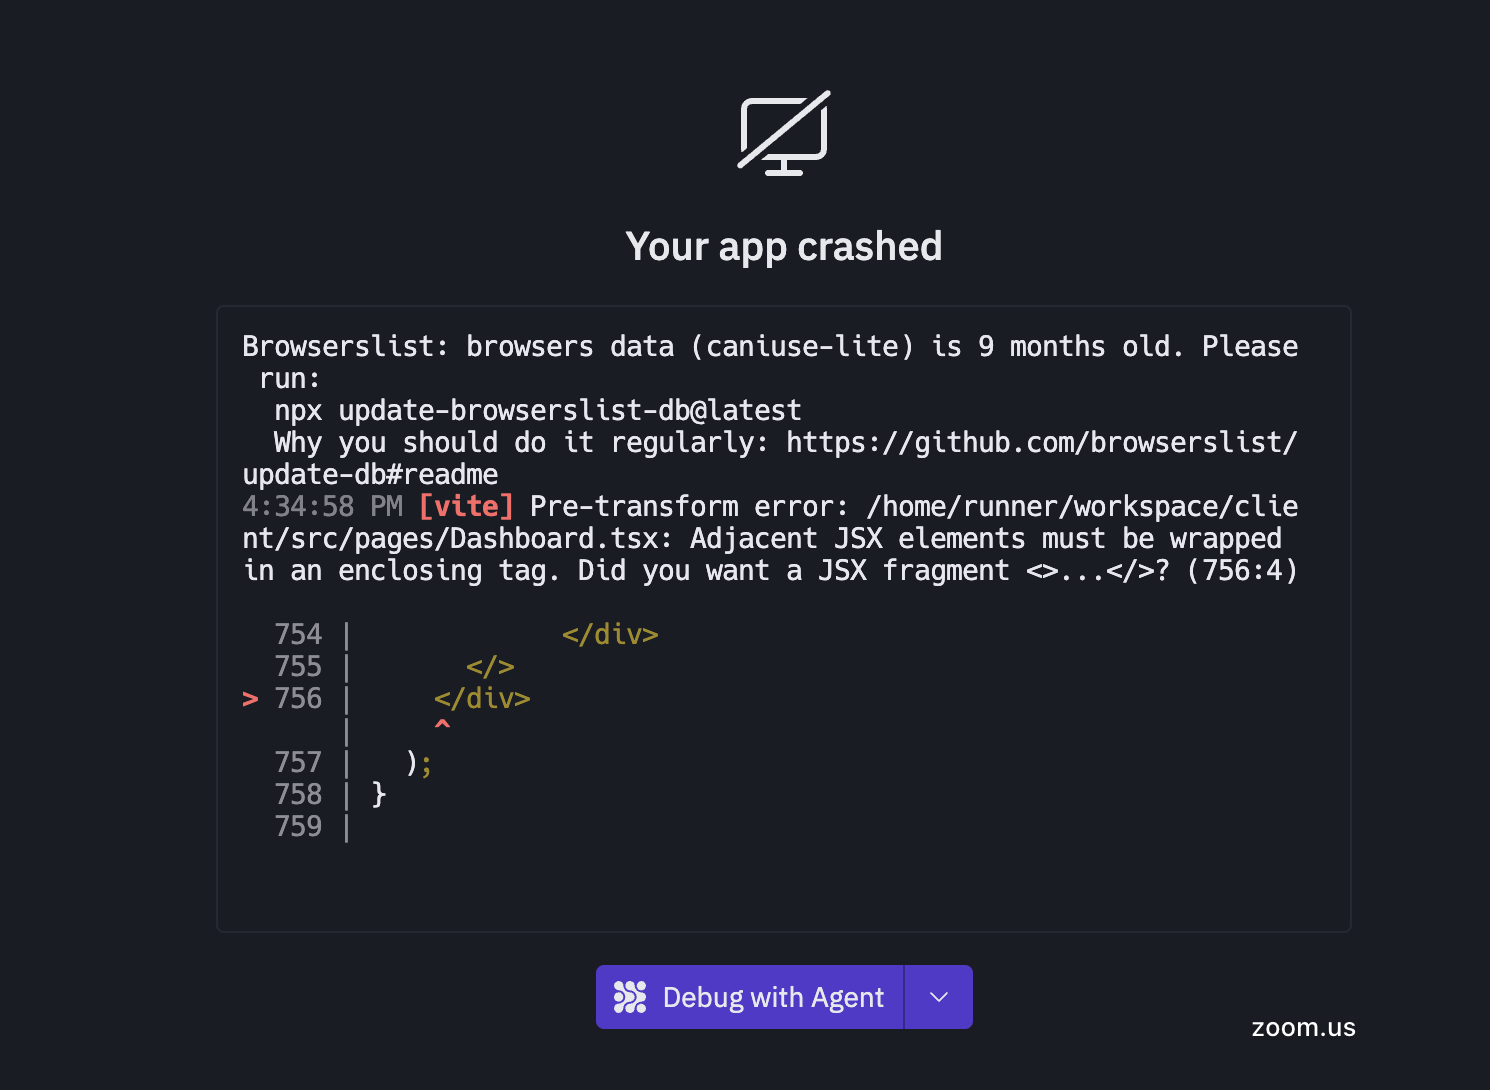 Your app crashed
Browserslist: browsers data (caniuse-lite) is 9 months old. Please
run:
npx update-browserslist-db@latest
Why you should do it regularly: https://github.com/browserslist/
update-db#readme
4:34:58 PM [vite] Pre-transform error: /home/runner/workspace/clie
nt/src/pages/Dashboard.tsx: Adjacent JSX elements must be wrapped
in an enclosing tag. Did you want a JSX fragment <>...</>? (756:4)
754 |             </div>
755 |       </>
> 756 |     </div>
|     ^
757 |   );
758 | }
759 |
Debug with Agent
zoom.us